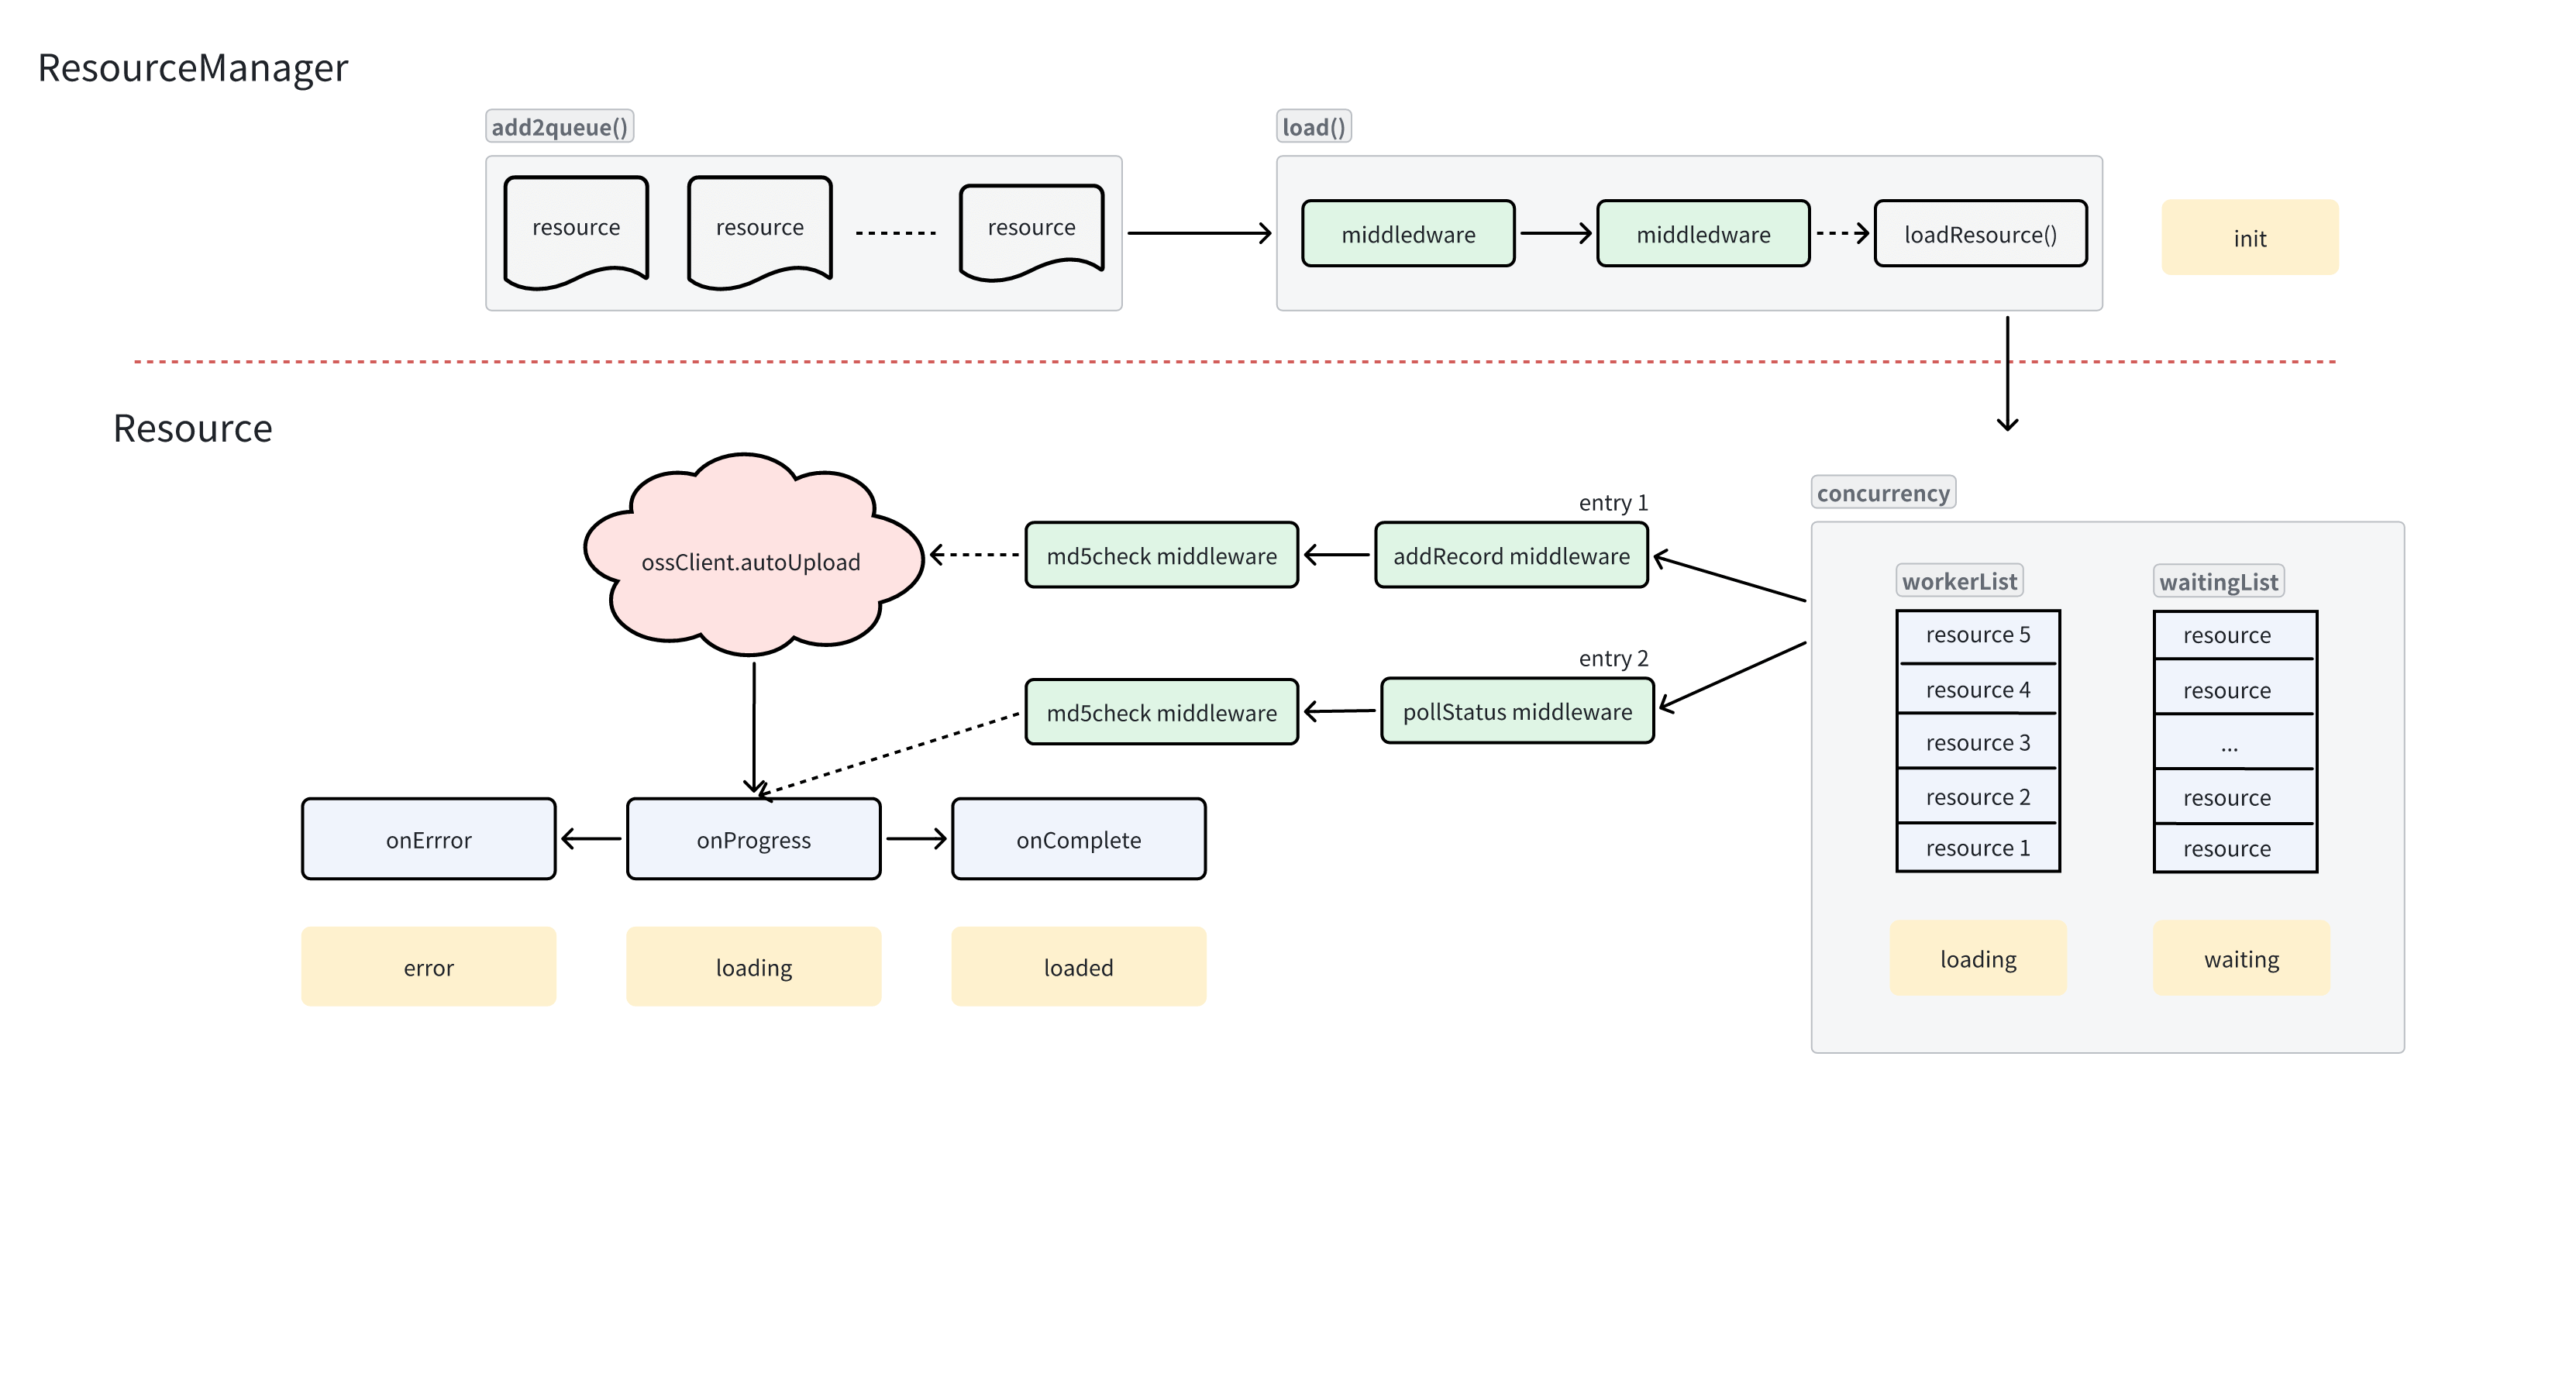 ResourceManager
add2queue()
load()
resource
resource
resource
middledware
middledware
loadResource()
init
Resource
concurrency
entry 1
ossClient.autoUpload
md5check middleware
addRecord middleware
workerList
waitingList
entry 2
md5check middleware
pollStatus middleware
resource 5
resource 4
resource 3
resource 2
resource 1
resource
resource
...
resource
resource
onErrror
onProgress
onComplete
error
loading
loaded
loading
waiting